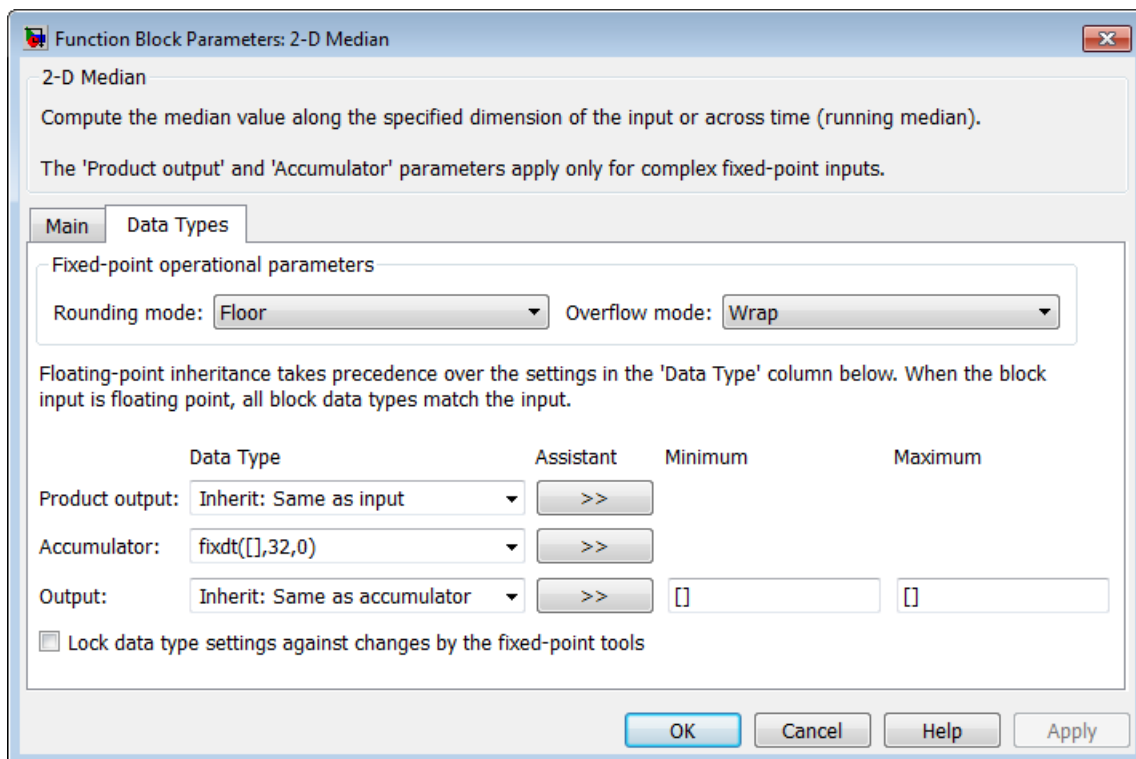 Function Block Parameters: 2-D Median
2-D Median
Compute the median value along the specified dimension of the input or across time (running median).
The 'Product output' and 'Accumulator' parameters apply only for complex fixed-point inputs.
Main Data Types
Fixed-point operational parameters
Rounding mode: Floor Overflow mode: Wrap
Floating-point inheritance takes precedence over the settings in the 'Data Type' column below. When the block
input is floating point, all block data types match the input.
Data Type Assistant Minimum Maximum
Product output: Inherit: Same as input >>
Accumulator: fixdt([],32,0) >>
Output: Inherit: Same as accumulator >> [] []
Lock data type settings against changes by the fixed-point tools
OK Cancel Help Apply